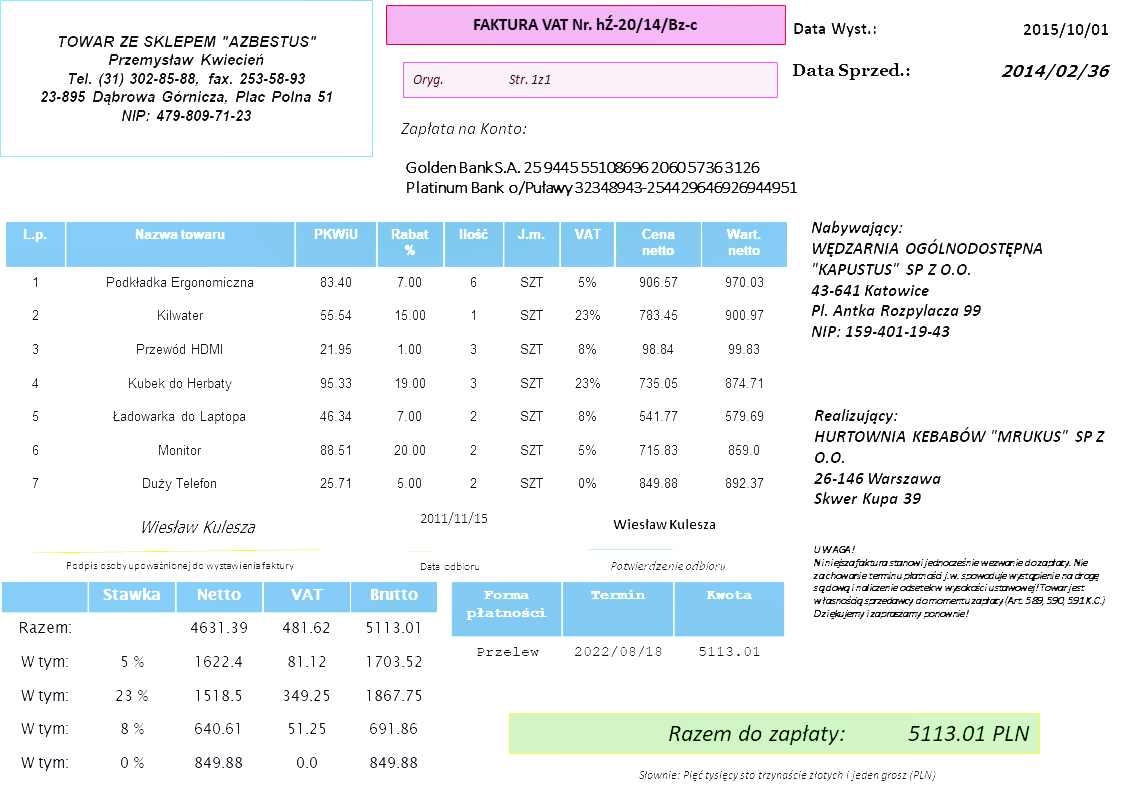 TOWAR ZE SKLEPEM "AZBESTUS"
Przemysław Kwiecień
Tel. (31) 302-85-88, fax. 253-58-93
23-895 Dąbrowa Górnicza, Plac Polna 51
NIP: 479-809-71-23
FAKTURA VAT Nr. hŹ-20/14/Bz-c
Oryg. Str. 1z1
Data Wyst.: 2015/10/01
Data Sprzed.: 2014/02/36
Zapłata na Konto:
Golden Bank S.A. 25 9445 5510 8696 2060 5736 3126
Platinum Bank o/Puławy 32348943-254429646926944951
L.p. Nazwa towaru PKWiU Rabat % Ilość J.m. VAT Cena netto Wart. netto
1 Podkładka Ergonomiczna 83.40 7.00 6 SZT 5% 906.57 970.03
2 Kilwater 55.54 15.00 1 SZT 23% 783.45 900.97
3 Przewód HDMI 21.95 1.00 3 SZT 8% 98.84 99.83
4 Kubek do Herbaty 95.33 19.00 3 SZT 23% 735.05 874.71
5 Ładowarka do Laptopa 46.34 7.00 2 SZT 8% 541.77 579.69
6 Monitor 88.51 20.00 2 SZT 5% 715.83 859.0
7 Duży Telefon 25.71 5.00 2 SZT 0% 849.88 892.37
Nabywający:
WĘDZARNIA OGÓLNODOSTĘPNA
"KAPUSTUS" SP Z O.O.
43-641 Katowice
Pl. Antka Rozpylacza 99
NIP: 159-401-19-43
Realizujący:
HURTOWNIA KEBABÓW "MRUKUS" SP Z
O.O.
26-146 Warszawa
Skwer Kupa 39
Wiesław Kulesza 2011/11/15 Wiesław Kulesza
Podpis osoby upoważnionej do wystawienia faktury Data odbioru Potwierdzenie odbioru
UWAGA!
Niniejsza faktura stanowi jednocześnie wezwanie do zapłaty. Nie
zachowanie terminu płatności j.w. spowoduje wystąpienie na drogę
sądową i naliczenie odsetek w wysokości ustawowej! Towar jest
własnością sprzedawcy do momentu zapłaty (Art. 589, 590, 591 K.C.)
Dziękujemy i zapraszamy ponownie!
Stawka Netto VAT Brutto
Razem: 4631.39 481.62 5113.01
W tym: 5 % 1622.4 81.12 1703.52
W tym: 23 % 1518.5 349.25 1867.75
W tym: 8 % 640.61 51.25 691.86
W tym: 0 % 849.88 0.0 849.88
Forma płatności Termin Kwota
Przelew 2022/08/18 5113.01
Razem do zapłaty: 5113.01 PLN
Słownie: Pięć tysięcy sto trzynaście złotych i jeden grosz (PLN)